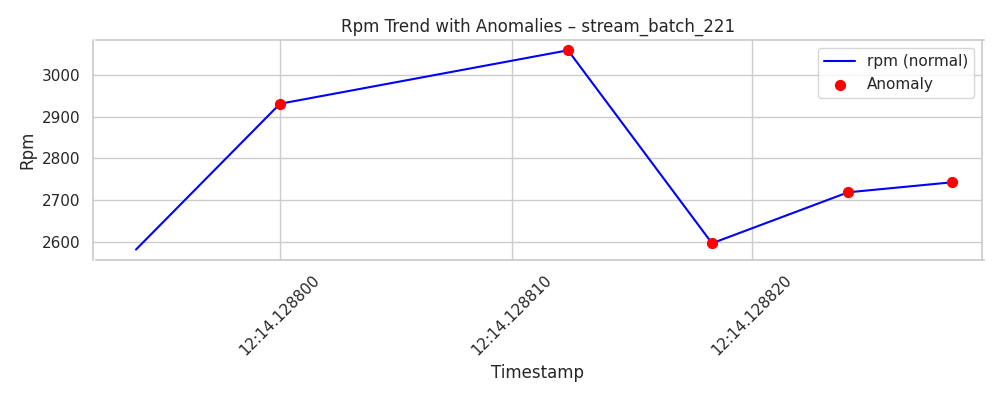 Rpm Trend with Anomalies – stream_batch_221
rpm (normal)
Anomaly
Rpm
3000
2900
2800
2700
2600
12:14.128800
12:14.128810
12:14.128820
Timestamp